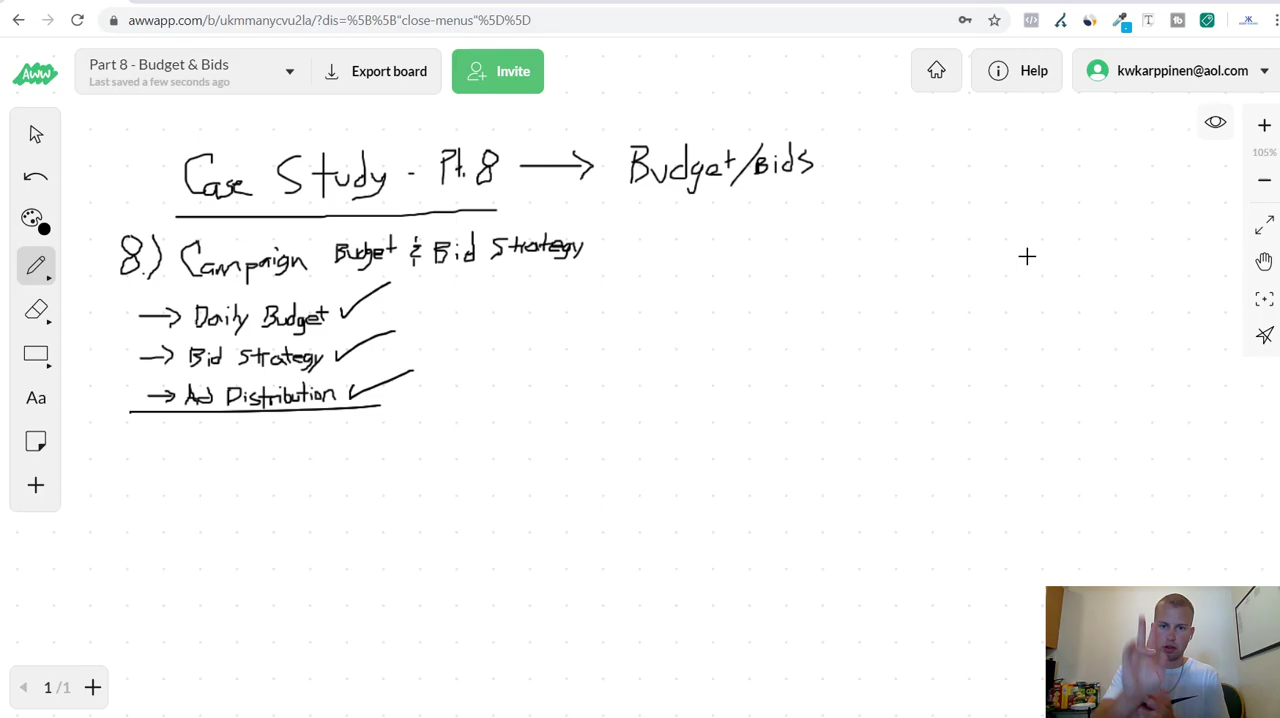 awwapp.com/b/ukmmanycvu2la/?dis=%5B%5B"close-menus"%5D%5D
AWW
Part 8 - Budget & Bids
Last saved a few seconds ago
Export board
Invite
Help
kwkarppinen@aol.com
105%
Case Study - Pt. 8 → Budget/Bids
8.) Campaign Budget & Bid Strategy
→ Daily Budget ✓
→ Bid Strategy ✓
→ Ad Distribution ✓
Aa
1 / 1